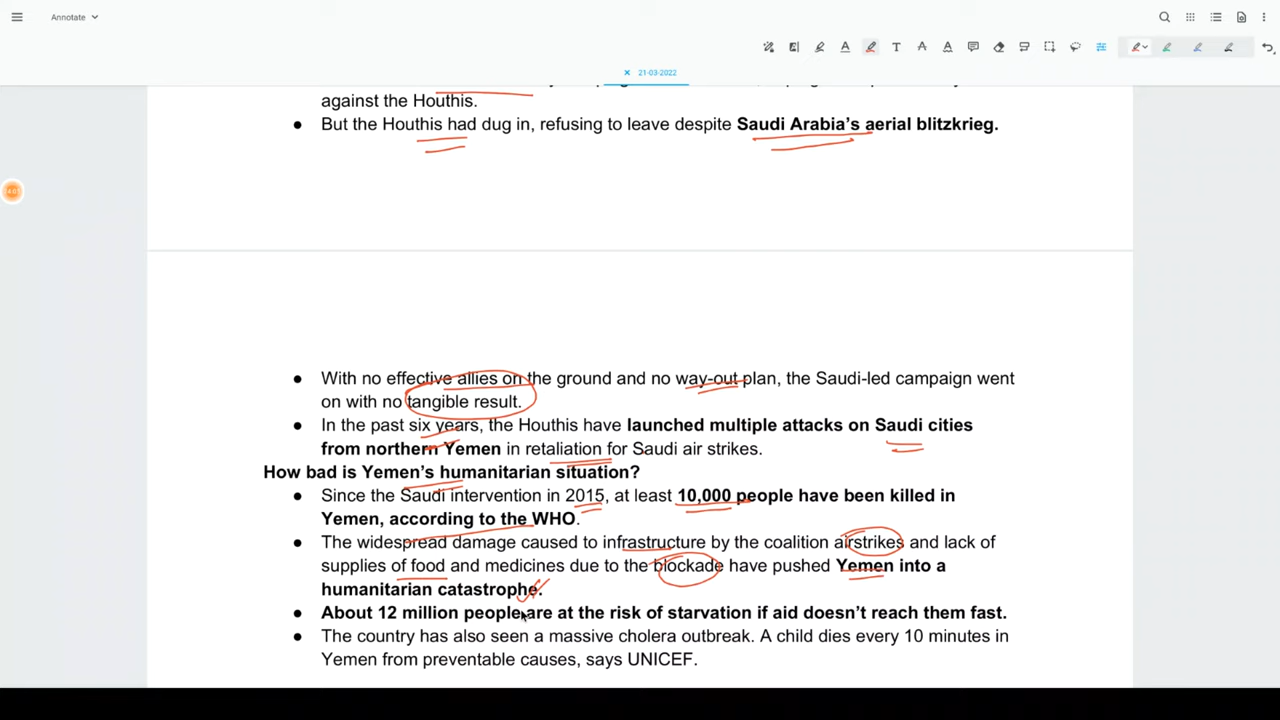 Annotate
21-03-2022
against the Houthis.
● But the Houthis had dug in, refusing to leave despite Saudi Arabia's aerial blitzkrieg.
● With no effective allies on the ground and no way-out plan, the Saudi-led campaign went
on with no tangible result.
● In the past six years, the Houthis have launched multiple attacks on Saudi cities
from northern Yemen in retaliation for Saudi air strikes.
How bad is Yemen's humanitarian situation?
● Since the Saudi intervention in 2015, at least 10,000 people have been killed in
Yemen, according to the WHO.
● The widespread damage caused to infrastructure by the coalition airstrikes and lack of
supplies of food and medicines due to the blockade have pushed Yemen into a
humanitarian catastrophe.
● About 12 million people are at the risk of starvation if aid doesn't reach them fast.
● The country has also seen a massive cholera outbreak. A child dies every 10 minutes in
Yemen from preventable causes, says UNICEF.